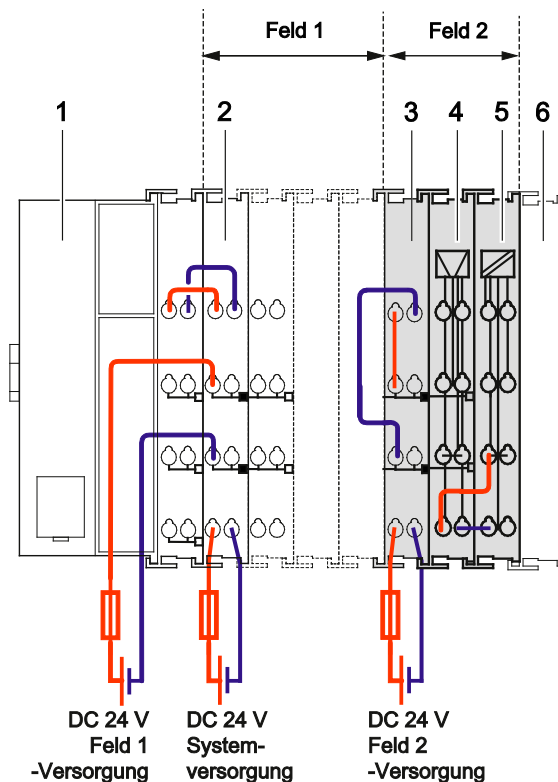 Feld 1
Feld 2
1
2
3
4
5
6
DC 24 V
Feld 1
-Versorgung
DC 24 V
System-
versorgung
DC 24 V
Feld 2
-Versorgung